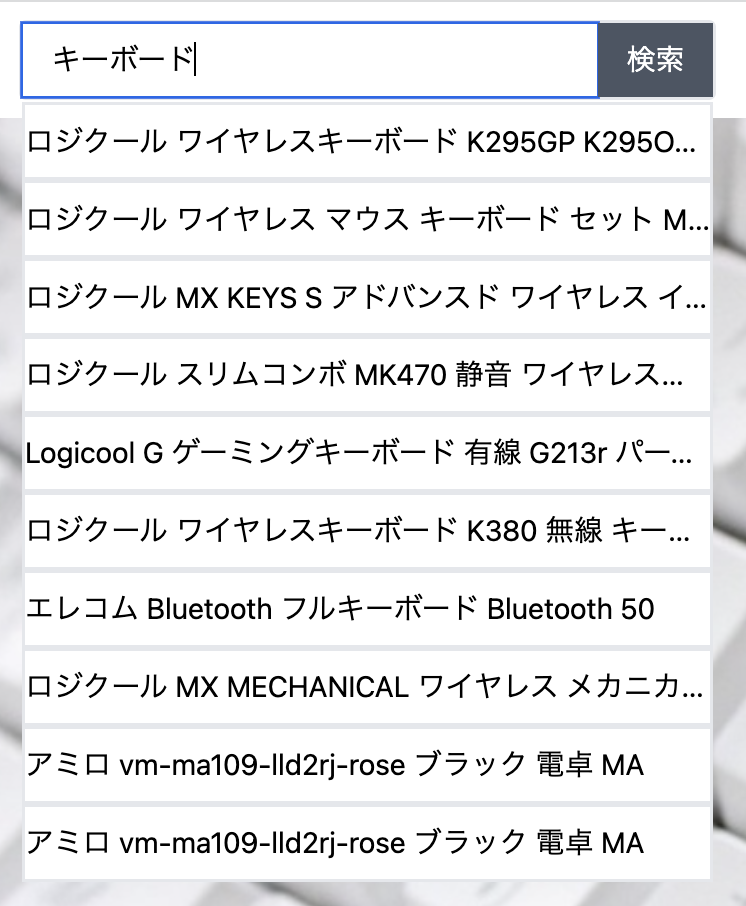 キーボード
検索
ロジクール ワイヤレスキーボード K295GP K295O...
ロジクール ワイヤレス マウス キーボード セット M...
ロジクール MX KEYS S アドバンスド ワイヤレス イ...
ロジクール スリムコンボ MK470 静音 ワイヤレス...
Logicool G ゲーミングキーボード 有線 G213r パー...
ロジクール ワイヤレスキーボード K380 無線 キー...
エレコム Bluetooth フルキーボード Bluetooth 50
ロジクール MX MECHANICAL ワイヤレス メカニカ...
アミロ vm-ma109-lld2rj-rose ブラック 電卓 MA
アミロ vm-ma109-lld2rj-rose ブラック 電卓 MA